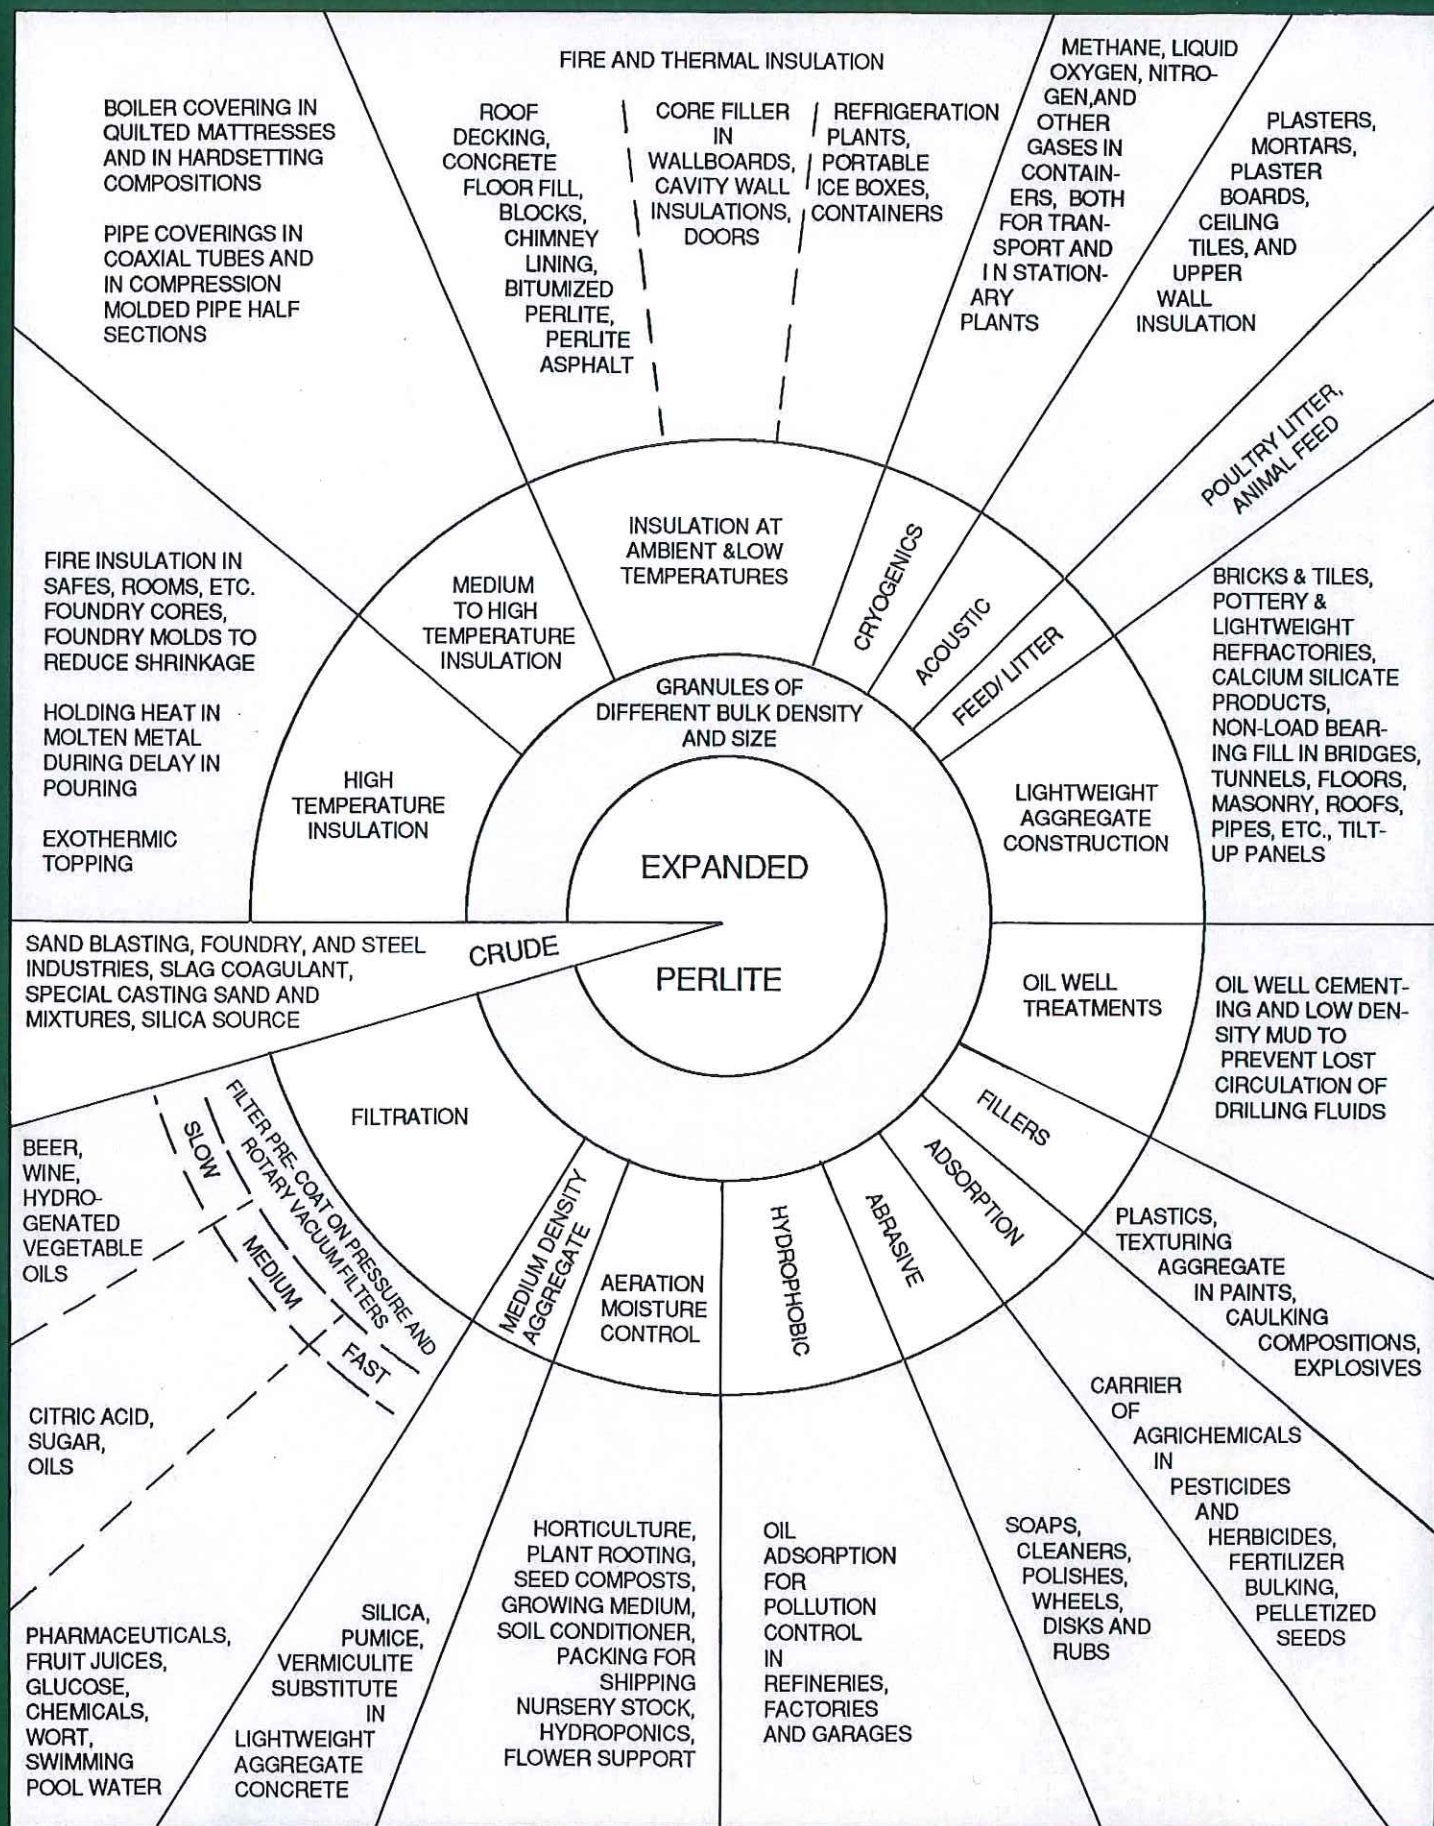 FIRE AND THERMAL INSULATION
BOILER COVERING IN
QUILTED MATTRESSES
AND IN HARDSETTING
COMPOSITIONS
PIPE COVERINGS IN
COAXIAL TUBES AND
IN COMPRESSION
MOLDED PIPE HALF
SECTIONS
ROOF
DECKING,
CONCRETE
FLOOR FILL,
BLOCKS,
CHIMNEY
LINING,
BITUMIZED
PERLITE,
PERLITE
ASPHALT
CORE FILLER
IN
WALLBOARDS,
CAVITY WALL
INSULATIONS,
DOORS
REFRIGERATION
PLANTS,
PORTABLE
ICE BOXES,
CONTAINERS
METHANE, LIQUID
OXYGEN, NITRO-
GEN,AND
OTHER
GASES IN
CONTAIN-
ERS, BOTH
FOR TRAN-
SPORT AND
IN STATION-
ARY
PLANTS
PLASTERS,
MORTARS,
PLASTER
BOARDS,
CEILING
TILES, AND
UPPER
WALL
INSULATION
POULTRY LITTER,
ANIMAL FEED
FIRE INSULATION IN
SAFES, ROOMS, ETC.
FOUNDRY CORES,
FOUNDRY MOLDS TO
REDUCE SHRINKAGE
HOLDING HEAT IN
MOLTEN METAL
DURING DELAY IN
POURING
EXOTHERMIC
TOPPING
HIGH
TEMPERATURE
INSULATION
MEDIUM
TO HIGH
TEMPERATURE
INSULATION
INSULATION AT
AMBIENT &LOW
TEMPERATURES
CRYOGENICS
ACOUSTIC
FEED/ LITTER
LIGHTWEIGHT
AGGREGATE
CONSTRUCTION
BRICKS & TILES,
POTTERY &
LIGHTWEIGHT
REFRACTORIES,
CALCIUM SILICATE
PRODUCTS,
NON-LOAD BEAR-
ING FILL IN BRIDGES,
TUNNELS, FLOORS,
MASONRY, ROOFS,
PIPES, ETC., TILT-
UP PANELS
GRANULES OF
DIFFERENT BULK DENSITY
AND SIZE
EXPANDED
PERLITE
CRUDE
SAND BLASTING, FOUNDRY, AND STEEL
INDUSTRIES, SLAG COAGULANT,
SPECIAL CASTING SAND AND
MIXTURES, SILICA SOURCE
OIL WELL
TREATMENTS
OIL WELL CEMENT-
ING AND LOW DEN-
SITY MUD TO
PREVENT LOST
CIRCULATION OF
DRILLING FLUIDS
FILTRATION
FILTER PRE- COAT ON PRESSURE AND
ROTARY VACUUM FILTERS
SLOW
MEDIUM
FAST
BEER,
WINE,
HYDRO-
GENATED
VEGETABLE
OILS
CITRIC ACID,
SUGAR,
OILS
PHARMACEUTICALS,
FRUIT JUICES,
GLUCOSE,
CHEMICALS,
WORT,
SWIMMING
POOL WATER
MEDIUM DENSITY
AGGREGATE
SILICA,
PUMICE,
VERMICULITE
SUBSTITUTE
IN
LIGHTWEIGHT
AGGREGATE
CONCRETE
AERATION
MOISTURE
CONTROL
HORTICULTURE,
PLANT ROOTING,
SEED COMPOSTS,
GROWING MEDIUM,
SOIL CONDITIONER,
PACKING FOR
SHIPPING
NURSERY STOCK,
HYDROPONICS,
FLOWER SUPPORT
HYDROPHOBIC
OIL
ADSORPTION
FOR
POLLUTION
CONTROL
IN
REFINERIES,
FACTORIES
AND GARAGES
ABRASIVE
SOAPS,
CLEANERS,
POLISHES,
WHEELS,
DISKS AND
RUBS
ADSORPTION
CARRIER
OF
AGRICHEMICALS
IN
PESTICIDES
AND
HERBICIDES,
FERTILIZER
BULKING,
PELLETIZED
SEEDS
FILLERS
PLASTICS,
TEXTURING
AGGREGATE
IN PAINTS,
CAULKING
COMPOSITIONS,
EXPLOSIVES